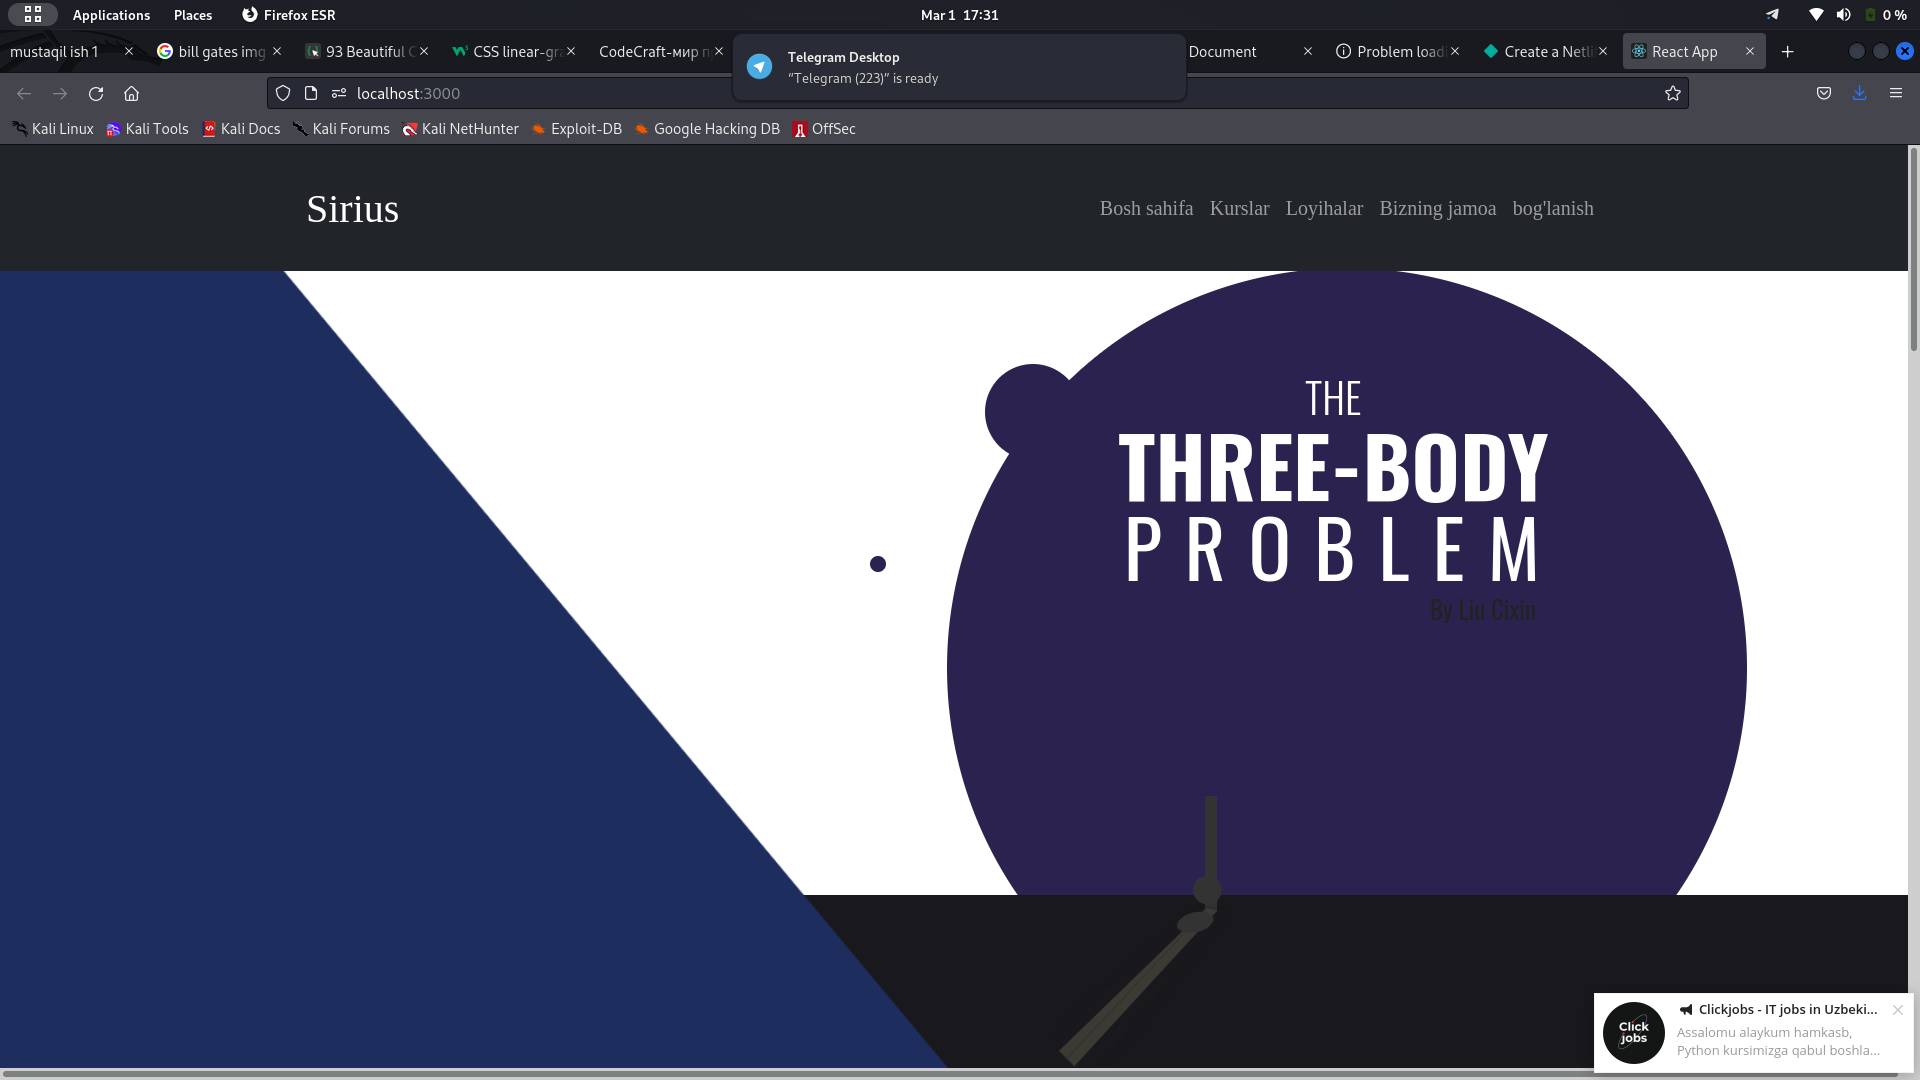 Applications Places Firefox ESR Mar 1 17:31 0 %
mustaqil ish 1 bill gates img 93 Beautiful C CSS linear-gra CodeCraft-мир п Document Problem load Create a Netli React App
Telegram Desktop
“Telegram (223)” is ready
localhost:3000
Kali Linux Kali Tools Kali Docs Kali Forums Kali NetHunter Exploit-DB Google Hacking DB OffSec
Sirius Bosh sahifa Kurslar Loyihalar Bizning jamoa bog'lanish
THE
THREE-BODY
PROBLEM
By Liu Cixin
Click
jobs
Clickjobs - IT jobs in Uzbeki...
Assalomu alaykum hamkasb,
Python kursimizga qabul boshla...